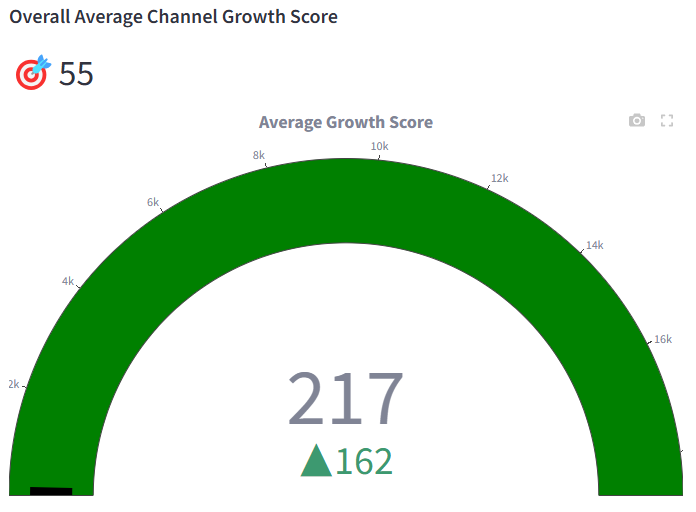 Overall Average Channel Growth Score
🎯 55
Average Growth Score
2k
4k
6k
8k
10k
12k
14k
16k
217
▲162